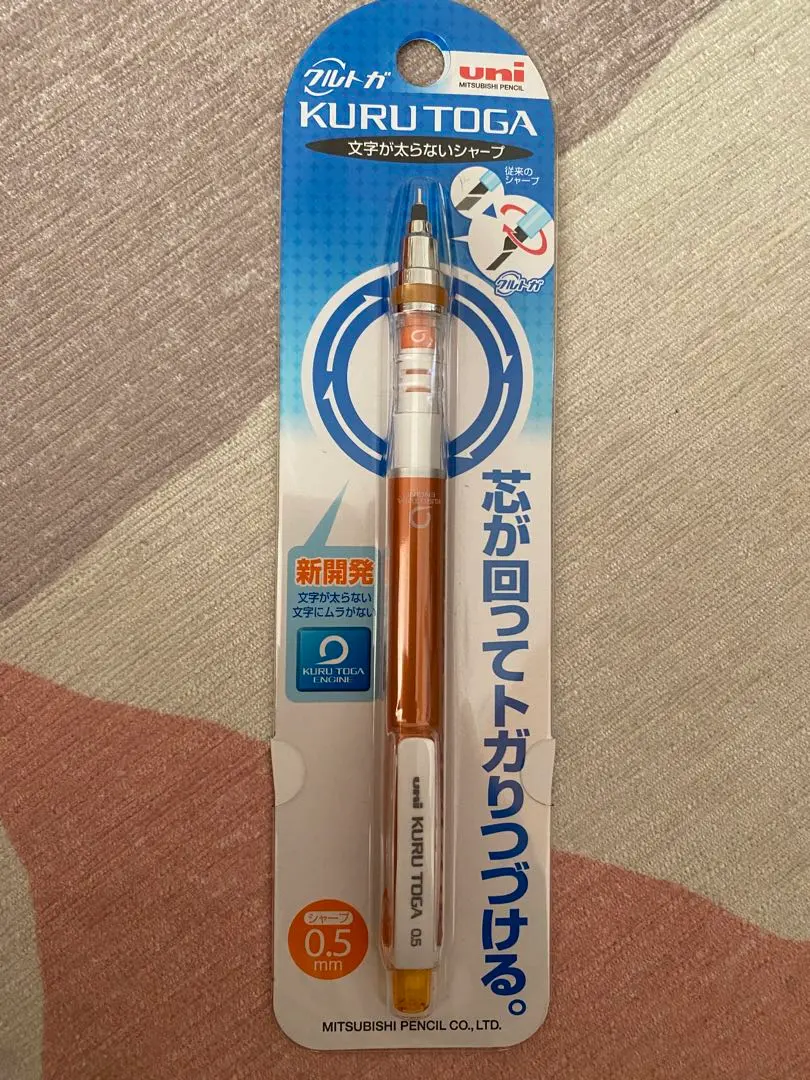 クルトガ
uni
MITSUBISHI PENCIL
KURU TOGA
文字が太らないシャープ
従来の
シャープ
クルトガ
KURU TOGA
ENGINE
芯が回ってトガりつづける。
新開発
文字が太らない
文字にムラがない
KURU TOGA
ENGINE
uni KURU TOGA 0.5
シャープ
0.5
mm
MITSUBISHI PENCIL CO., LTD.